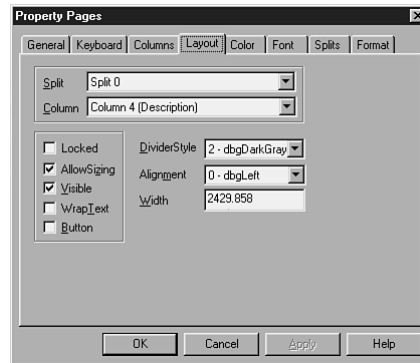 Property Pages
General Keyboard Columns Layout Color Font Splits Format
Split Split 0
Column Column 4 (Description)
Locked
AllowSizing
Visible
WrapText
Button
DividerStyle 2 - dbgDarkGray
Alignment 0 - dbgLeft
Width 2429.858
OK Cancel Apply Help